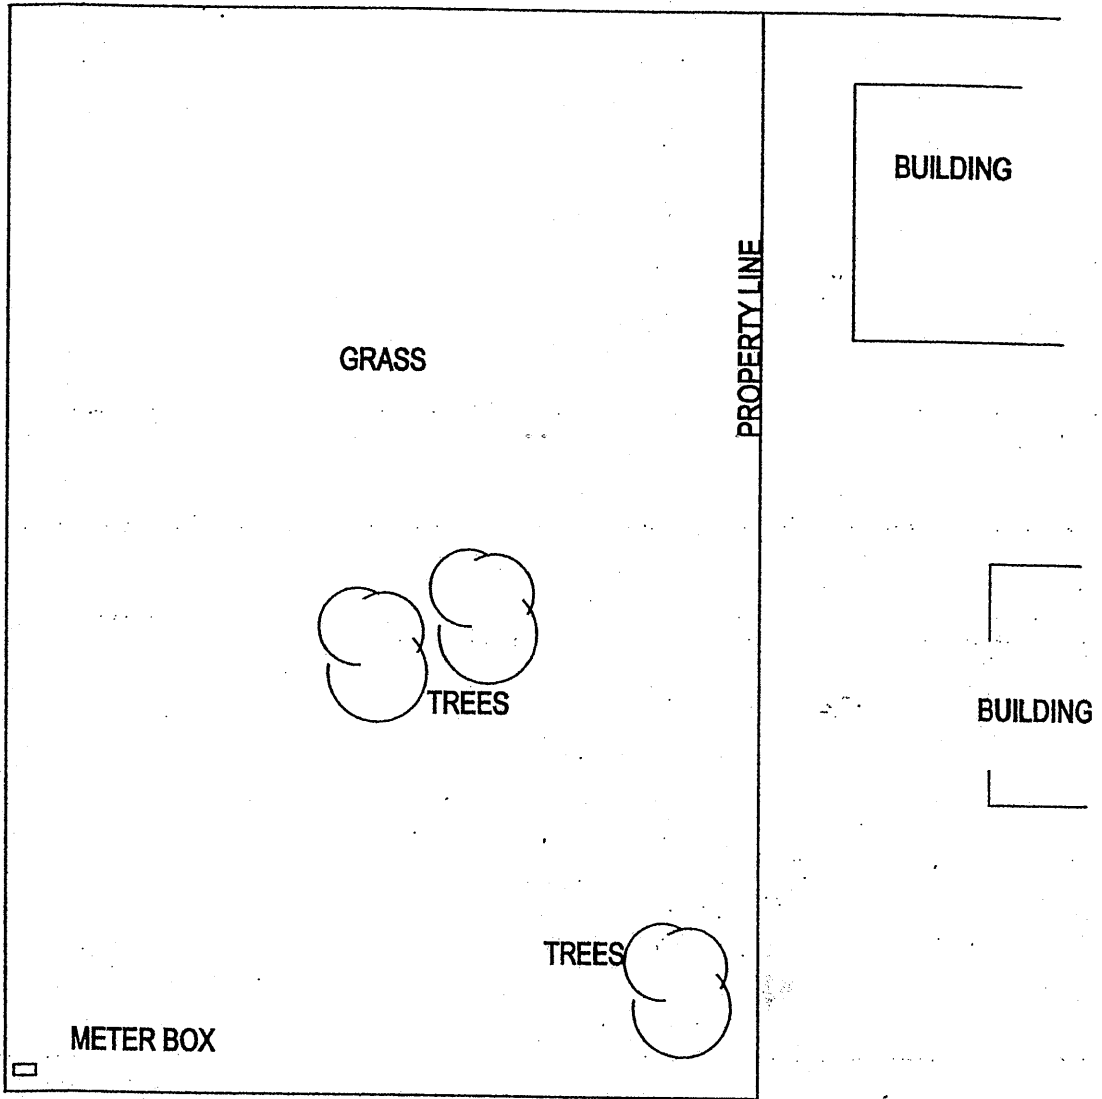 BUILDING
PROPERTY LINE
GRASS
TREES
BUILDING
TREES
METER BOX